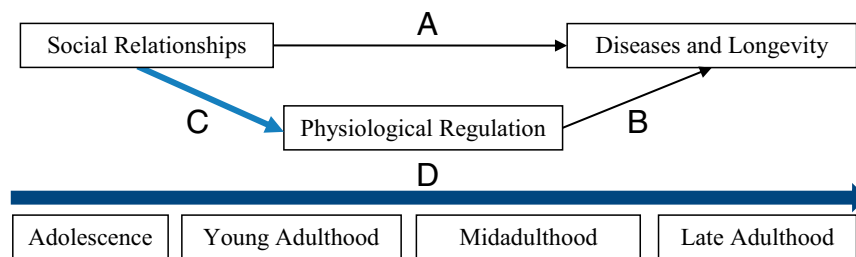 A
Social Relationships
Diseases and Longevity
C
Physiological Regulation
B
D
Adolescence
Young Adulthood
Midadulthood
Late Adulthood